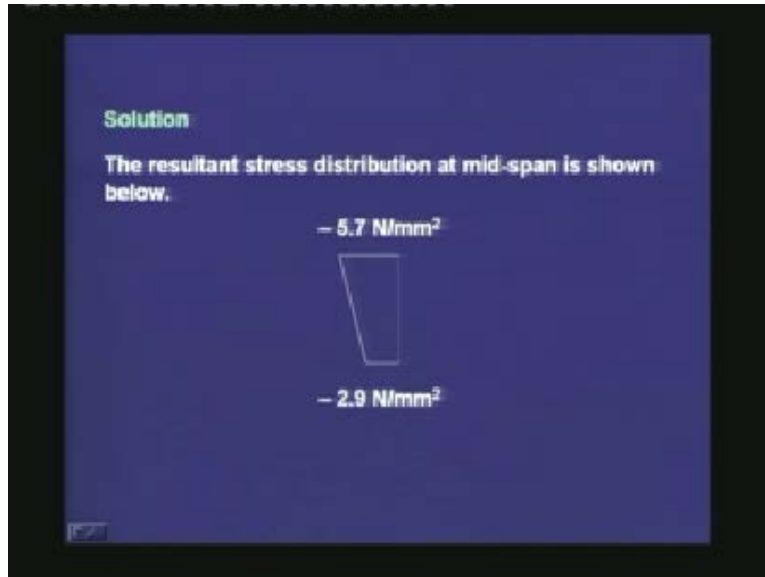 Solution
The resultant stress distribution at mid-span is shown
below.
– 5.7 N/mm²
– 2.9 N/mm²